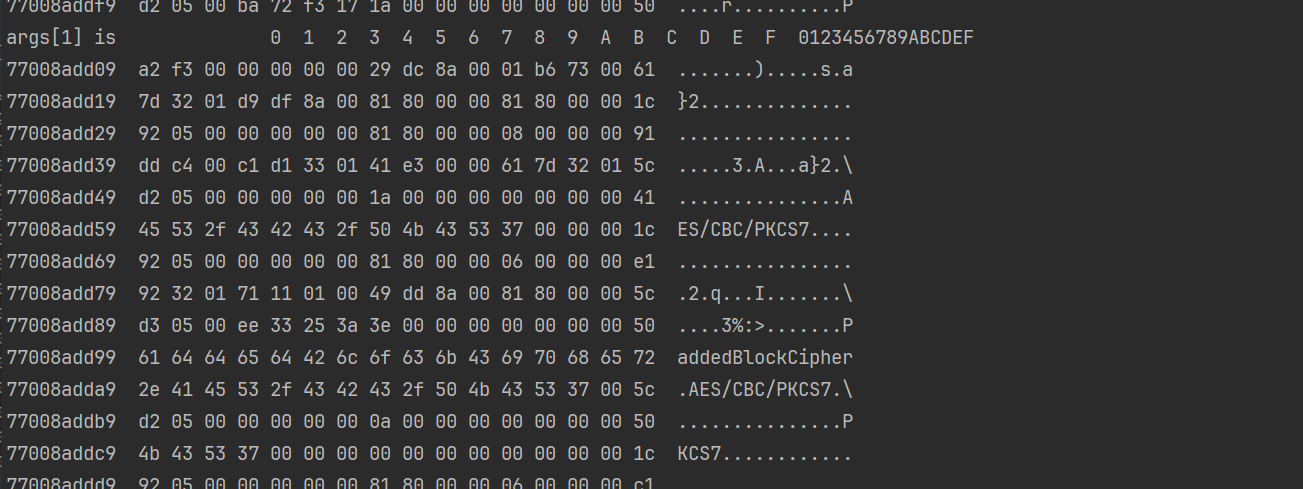 77008addf9  d2 05 00 ba 72 f3 17 1a 00 00 00 00 00 00 00 50  ....r..........P
args[1] is              0  1  2  3  4  5  6  7  8  9  A  B  C  D  E  F  0123456789ABCDEF
77008add09  a2 f3 00 00 00 00 00 29 dc 8a 00 01 b6 73 00 61  .......).....s.a
77008add19  7d 32 01 d9 df 8a 00 81 80 00 00 81 80 00 00 1c  }2..............
77008add29  92 05 00 00 00 00 00 81 80 00 00 08 00 00 00 91  ................
77008add39  dd c4 00 c1 d1 33 01 41 e3 00 00 61 7d 32 01 5c  .....3.A...a}2.\
77008add49  d2 05 00 00 00 00 00 1a 00 00 00 00 00 00 00 41  ...............A
77008add59  45 53 2f 43 42 43 2f 50 4b 43 53 37 00 00 00 1c  ES/CBC/PKCS7....
77008add69  92 05 00 00 00 00 00 81 80 00 00 06 00 00 00 e1  ................
77008add79  92 32 01 71 11 01 00 49 dd 8a 00 81 80 00 00 5c  .2.q...I.......\
77008add89  d3 05 00 ee 33 25 3a 3e 00 00 00 00 00 00 00 50  ....3%:>.......P
77008add99  61 64 64 65 64 42 6c 6f 63 6b 43 69 70 68 65 72  addedBlockCipher
77008adda9  2e 41 45 53 2f 43 42 43 2f 50 4b 43 53 37 00 5c  .AES/CBC/PKCS7.\
77008addb9  d2 05 00 00 00 00 00 0a 00 00 00 00 00 00 00 50  ...............P
77008addc9  4b 43 53 37 00 00 00 00 00 00 00 00 00 00 00 1c  KCS7............
77008addd9  92 05 00 00 00 00 00 81 80 00 00 06 00 00 00 c1  ................